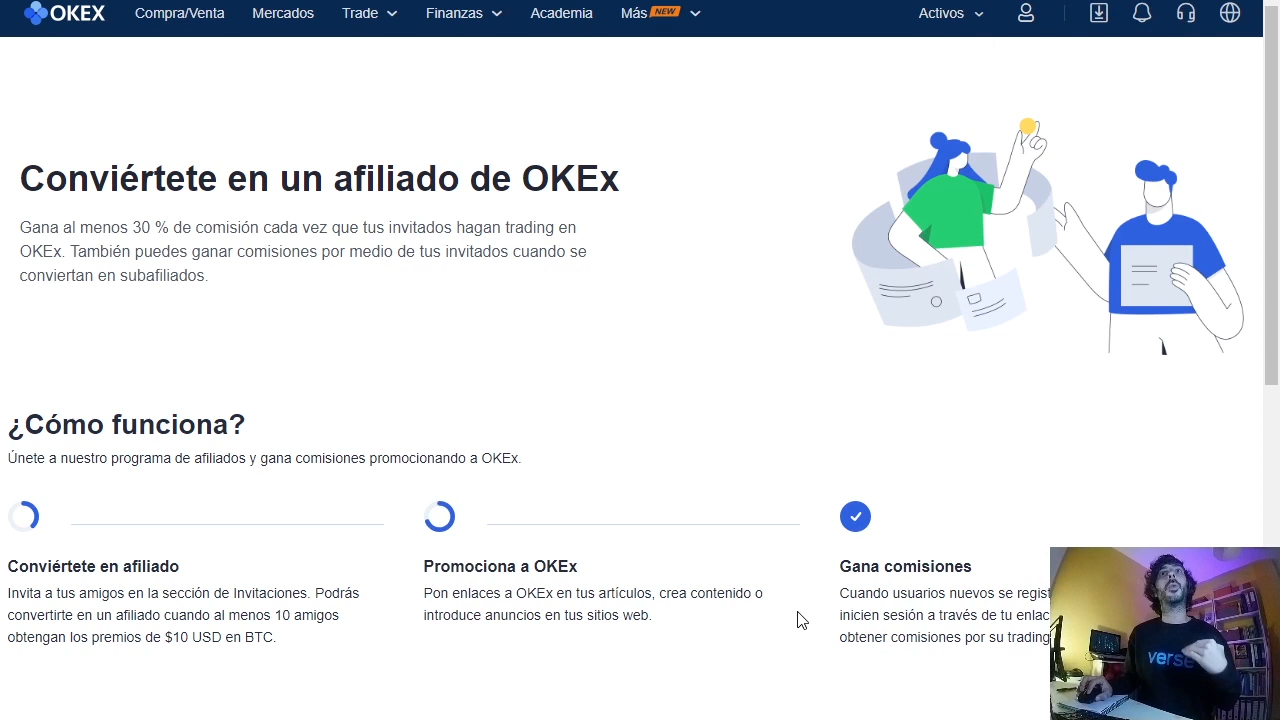 OKEX Compra/Venta Mercados Trade Finanzas Academia Más NEW Activos
Conviértete en un afiliado de OKEx
Gana al menos 30 % de comisión cada vez que tus invitados hagan trading en
OKEx. También puedes ganar comisiones por medio de tus invitados cuando se
conviertan en subafiliados.
¿Cómo funciona?
Únete a nuestro programa de afiliados y gana comisiones promocionando a OKEx.
Conviértete en afiliado
Invita a tus amigos en la sección de Invitaciones. Podrás
convertirte en un afiliado cuando al menos 10 amigos
obtengan los premios de $10 USD en BTC.
Promociona a OKEx
Pon enlaces a OKEx en tus artículos, crea contenido o
introduce anuncios en tus sitios web.
Gana comisiones
Cuando usuarios nuevos se regist
inicien sesión a través de tu enlac
obtener comisiones por su trading
verse